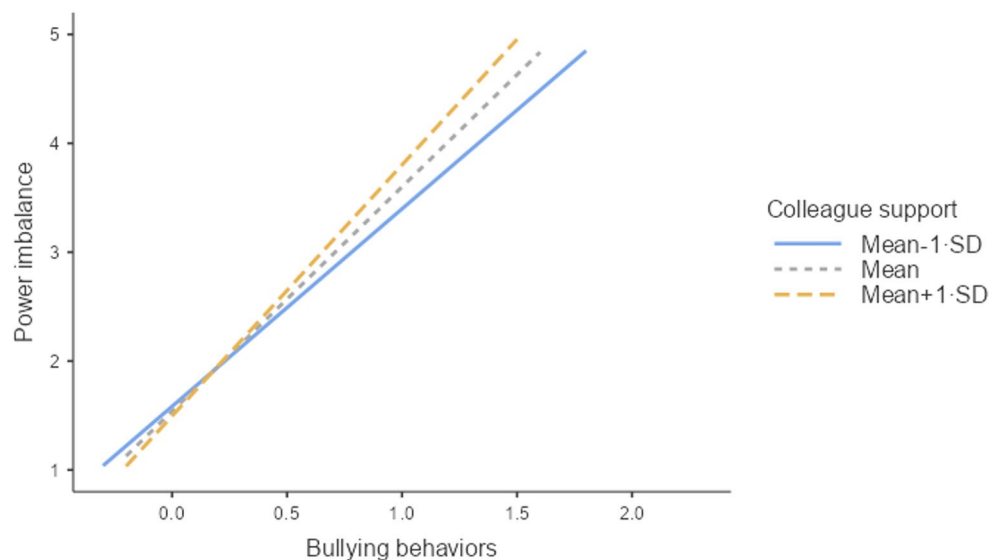 5
4
3
2
1
Power imbalance
0.0 0.5 1.0 1.5 2.0
Bullying behaviors
Colleague support
Mean-1·SD
Mean
Mean+1·SD